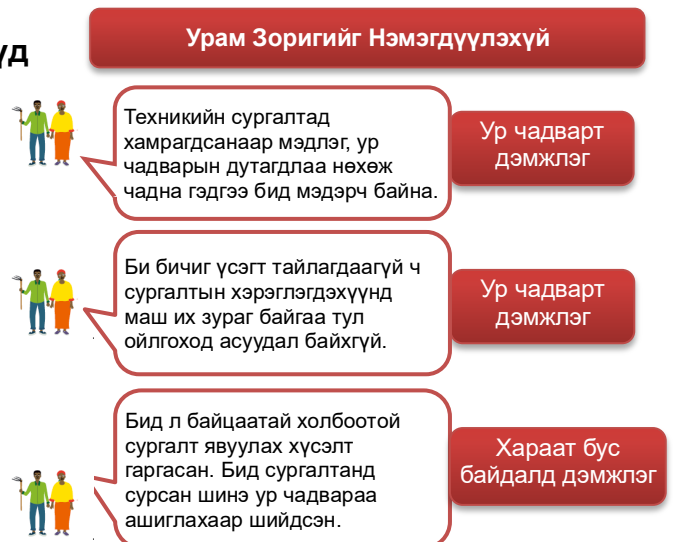 Урам Зоригийг Нэмэгдүүлэхүй
Техникийн сургалтад
хамрагдсанаар мэдлэг, ур
чадварын дутагдлаа нөхөж
чадна гэдгээ бид мэдэрч байна.
Ур чадварт
дэмжлэг
Би бичиг үсэгт тайлагдаагүй ч
сургалтын хэрэглэгдэхүүнд
маш их зураг байгаа тул
ойлгоход асуудал байхгүй.
Ур чадварт
дэмжлэг
Бид л байцаатай холбоотой
сургалт явуулах хүсэлт
гаргасан. Бид сургалтанд
сурсан шинэ ур чадвараа
ашиглахаар шийдсэн.
Хараат бус
байдалд дэмжлэг